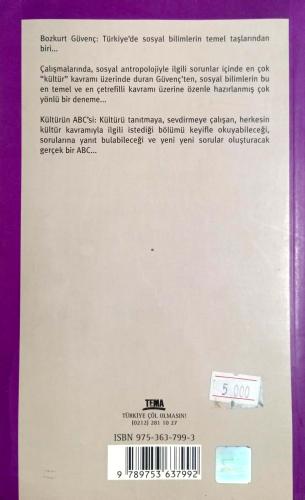 Bozkurt Güvenç: Türkiye'de sosyal bilimlerin temel taşlarından
biri...
Çalışmalarında, sosyal antropolojiyle ilgili sorunlar içinde en çok
"kültür" kavramı üzerinde duran Güvenç'ten, sosyal bilimlerin bu
en temel ve en çetrefilli kavramı üzerine özenle hazırlanmış çok
yönlü bir deneme...
Kültürün ABC'si: Kültürü tanıtmaya, sevdirmeye çalışan, herkesin
kültür kavramıyla ilgili istediği bölümü keyifle okuyabileceği,
sorularına yanıt bulabileceği ve yeni yeni sorular oluşturacak
gerçek bir ABC...
5.000
TEMA
TÜRKİYE ÇÖL OLMASIN!
(0212) 281 10 27
ISBN 975-363-799-3
9 789753 637992